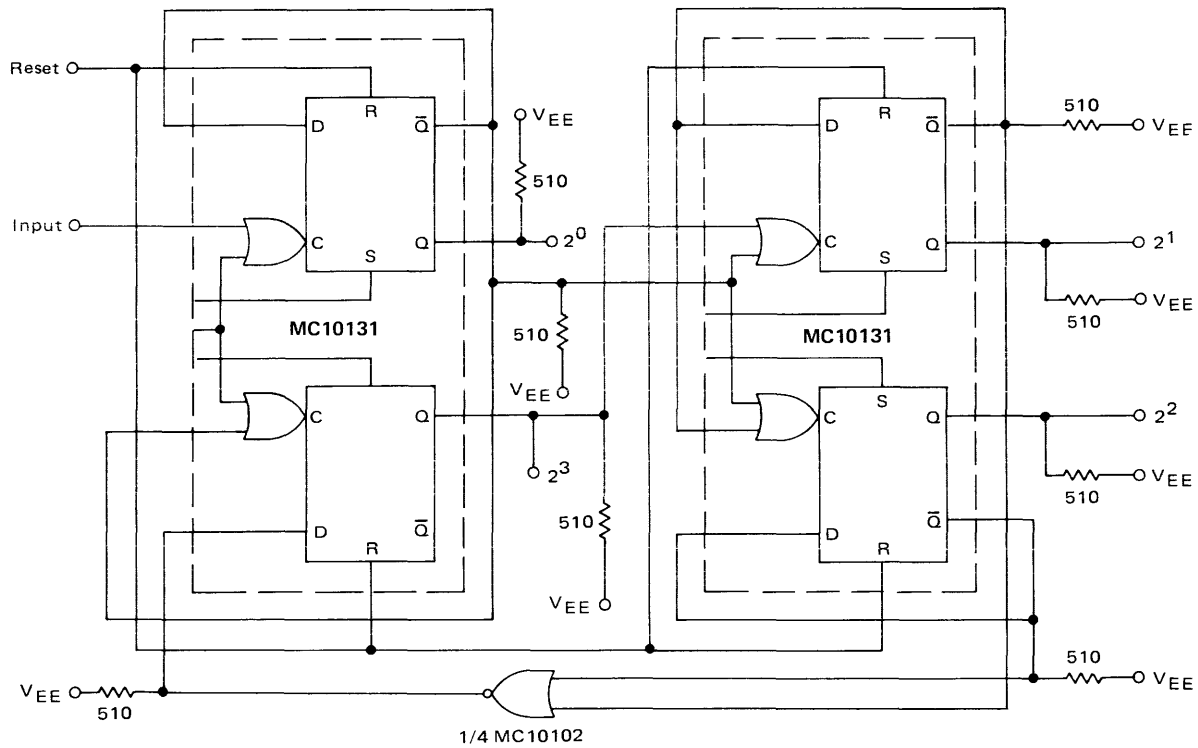 Reset
R
D
Q̅
V_EE
510
Input
C
Q
2^0
S
MC10131
510
V_EE
C
Q
2^3
D
Q̅
R
510
V_EE
V_EE
510
R
D
Q̅
510
V_EE
C
Q
2^1
S
V_EE
510
MC10131
S
C
Q
2^2
V_EE
510
Q̅
D
R
510
V_EE
1/4 MC10102